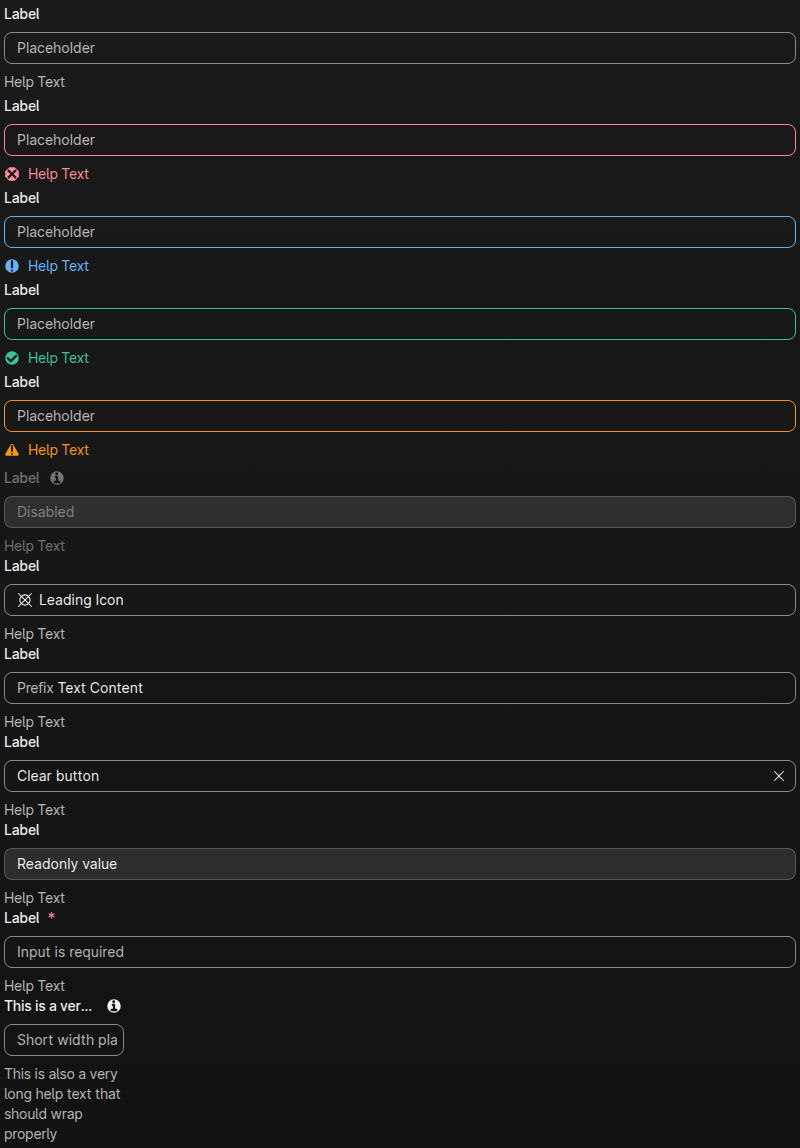 Label
Placeholder
Help Text
Label
Placeholder
Help Text
Label
Placeholder
Help Text
Label
Placeholder
Help Text
Label
Placeholder
Help Text
Label
Disabled
Help Text
Label
Leading Icon
Help Text
Label
Prefix Text Content
Help Text
Label
Clear button
Help Text
Label
Readonly value
Help Text
Label *
Input is required
Help Text
This is a ver...
Short width pla
This is also a very
long help text that
should wrap
properly